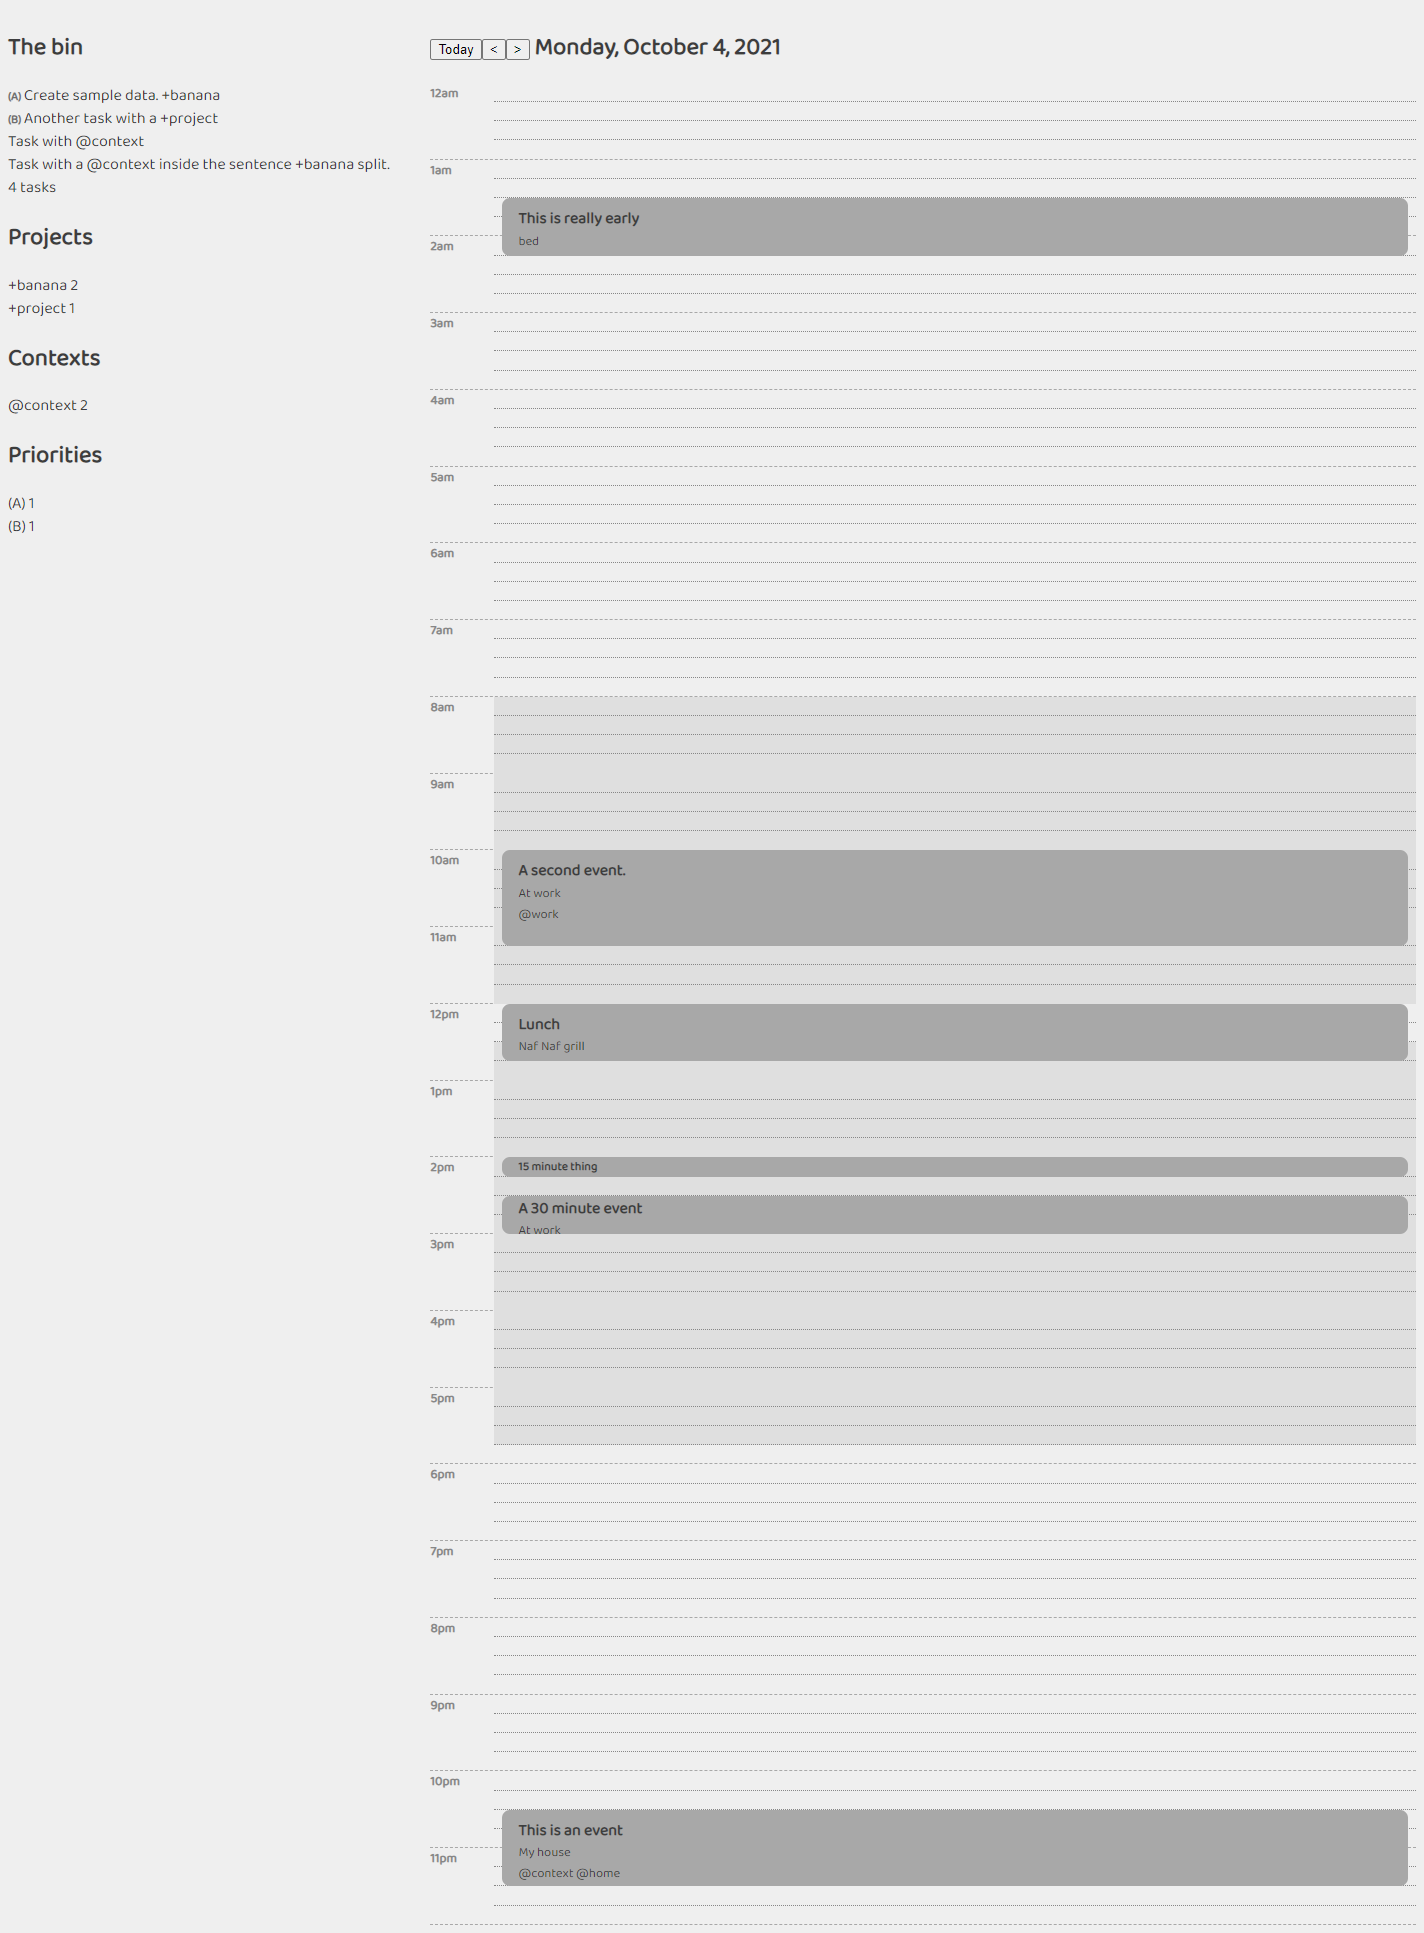 The bin
(A) Create sample data. +banana
(B) Another task with a +project
Task with @context
Task with a @context inside the sentence +banana split.
4 tasks
Projects
+banana 2
+project 1
Contexts
@context 2
Priorities
(A) 1
(B) 1
Today < > Monday, October 4, 2021
12am
1am
This is really early
bed
2am
3am
4am
5am
6am
7am
8am
9am
10am
A second event.
At work
@work
11am
12pm
Lunch
Naf Naf grill
1pm
2pm
15 minute thing
A 30 minute event
At work
3pm
4pm
5pm
6pm
7pm
8pm
9pm
10pm
This is an event
My house
11pm
@context @home